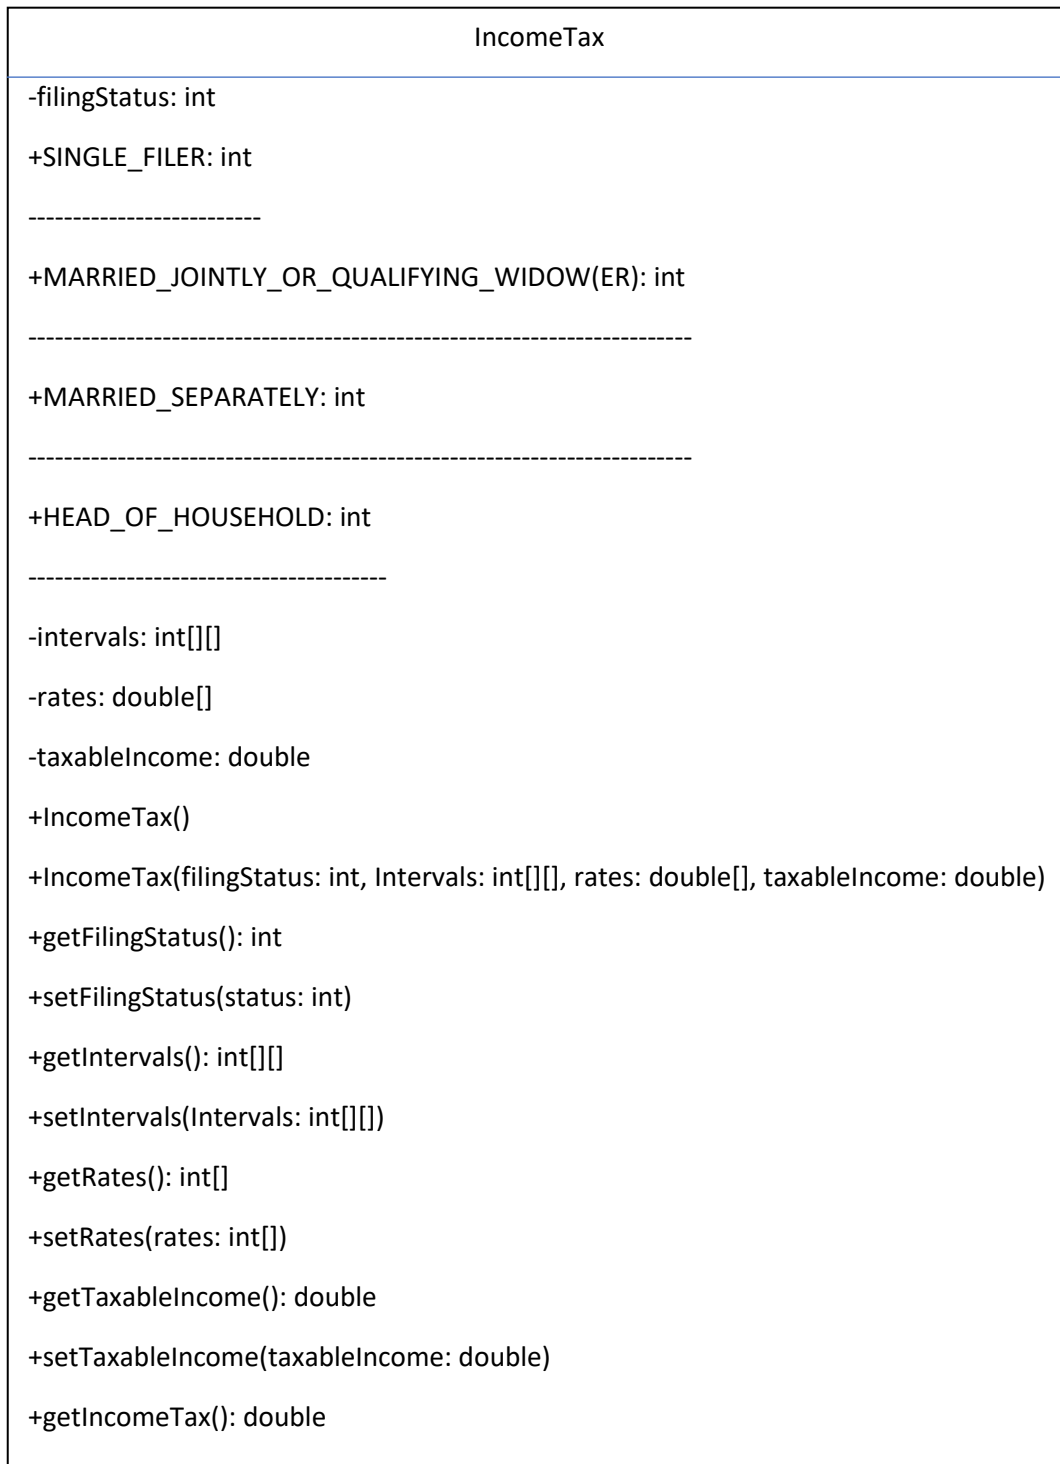 IncomeTax
-filingStatus: int
+SINGLE_FILER: int
--------------------------
+MARRIED_JOINTLY_OR_QUALIFYING_WIDOW(ER): int
--------------------------------------------------------------------------
+MARRIED_SEPARATELY: int
--------------------------------------------------------------------------
+HEAD_OF_HOUSEHOLD: int
----------------------------------------
-intervals: int[][]
-rates: double[]
-taxableIncome: double
+IncomeTax()
+IncomeTax(filingStatus: int, Intervals: int[][], rates: double[], taxableIncome: double)
+getFilingStatus(): int
+setFilingStatus(status: int)
+getIntervals(): int[][]
+setIntervals(Intervals: int[][])
+getRates(): int[]
+setRates(rates: int[])
+getTaxableIncome(): double
+setTaxableIncome(taxableIncome: double)
+getIncomeTax(): double